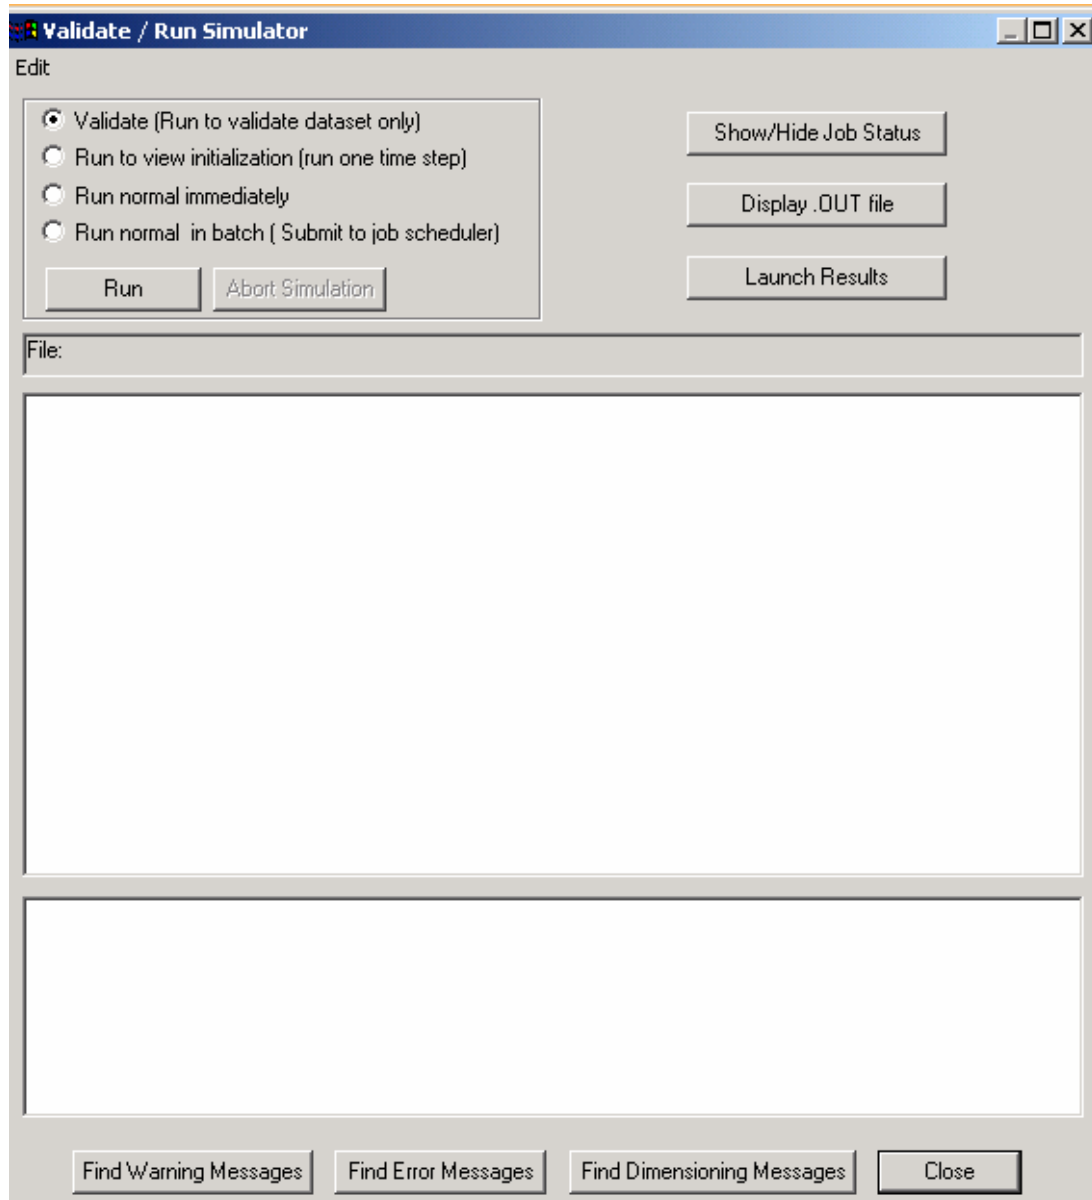 Validate / Run Simulator
Edit
Validate (Run to validate dataset only)
Run to view initialization (run one time step)
Run normal immediately
Run normal  in batch ( Submit to job scheduler)
Run
Abort Simulation
Show/Hide Job Status
Display .OUT file
Launch Results
File:
Find Warning Messages
Find Error Messages
Find Dimensioning Messages
Close